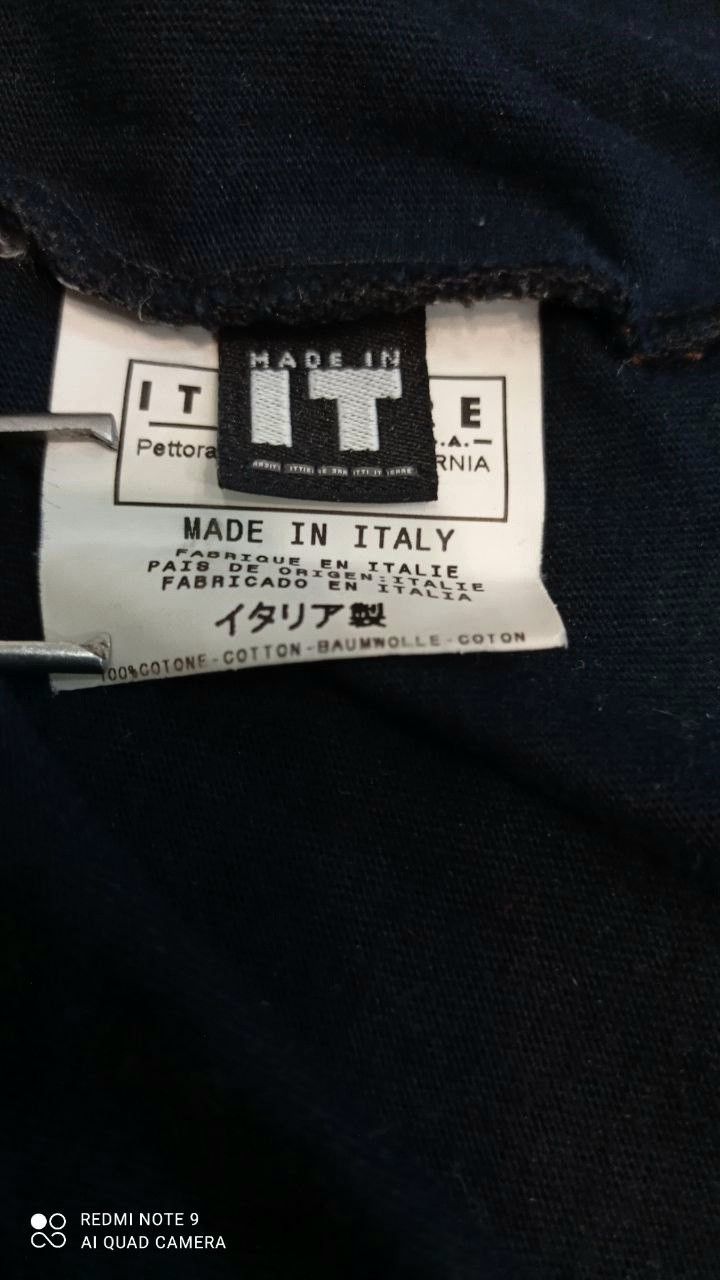 MADE IN
IT
I T E
.A.
Pettora RNIA
MADE IN ITALY
FABRIQUE EN ITALIE
PAIS DE ORIGEN:ITALIE
FABRICADO EN ITALIA
イタリア製
100%COTONE-COTTON-BAUMWOLLE-COTON
REDMI NOTE 9
AI QUAD CAMERA